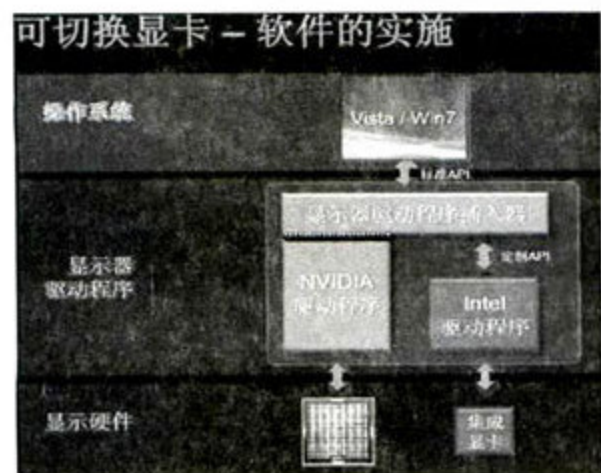 可切换显卡 – 软件的实施
操作系统
Vista / Win7
标准API
显示器驱动程序插入器
显示器
驱动程序
NVIDIA
驱动程序
定制API
Intel
驱动程序
显示硬件
集成
显卡